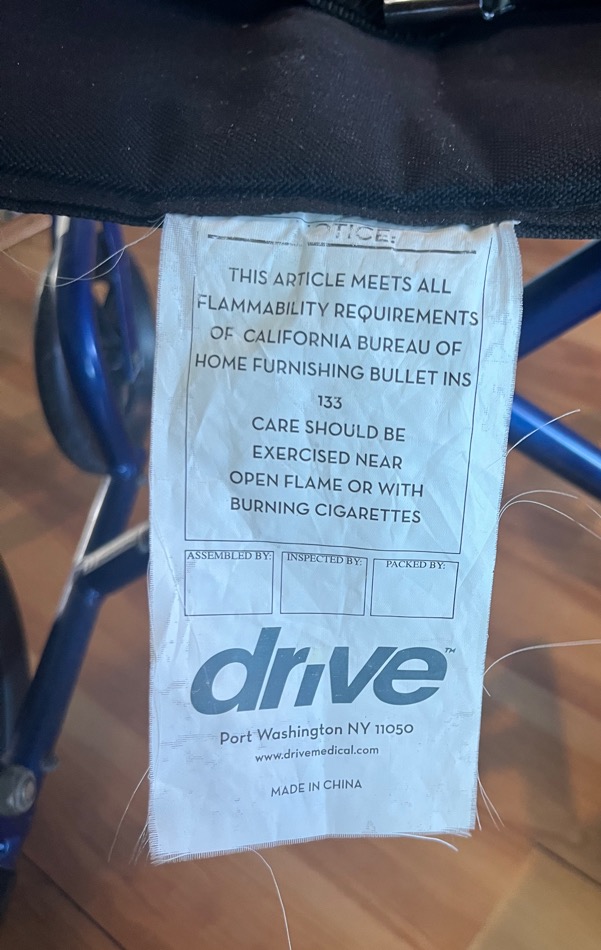 NOTICE:
THIS ARTICLE MEETS ALL
FLAMMABILITY REQUIREMENTS
OF CALIFORNIA BUREAU OF
HOME FURNISHING BULLET INS
133
CARE SHOULD BE
EXERCISED NEAR
OPEN FLAME OR WITH
BURNING CIGARETTES
ASSEMBLED BY: INSPECTED BY: PACKED BY:
drive™
Port Washington NY 11050
www.drivemedical.com
MADE IN CHINA